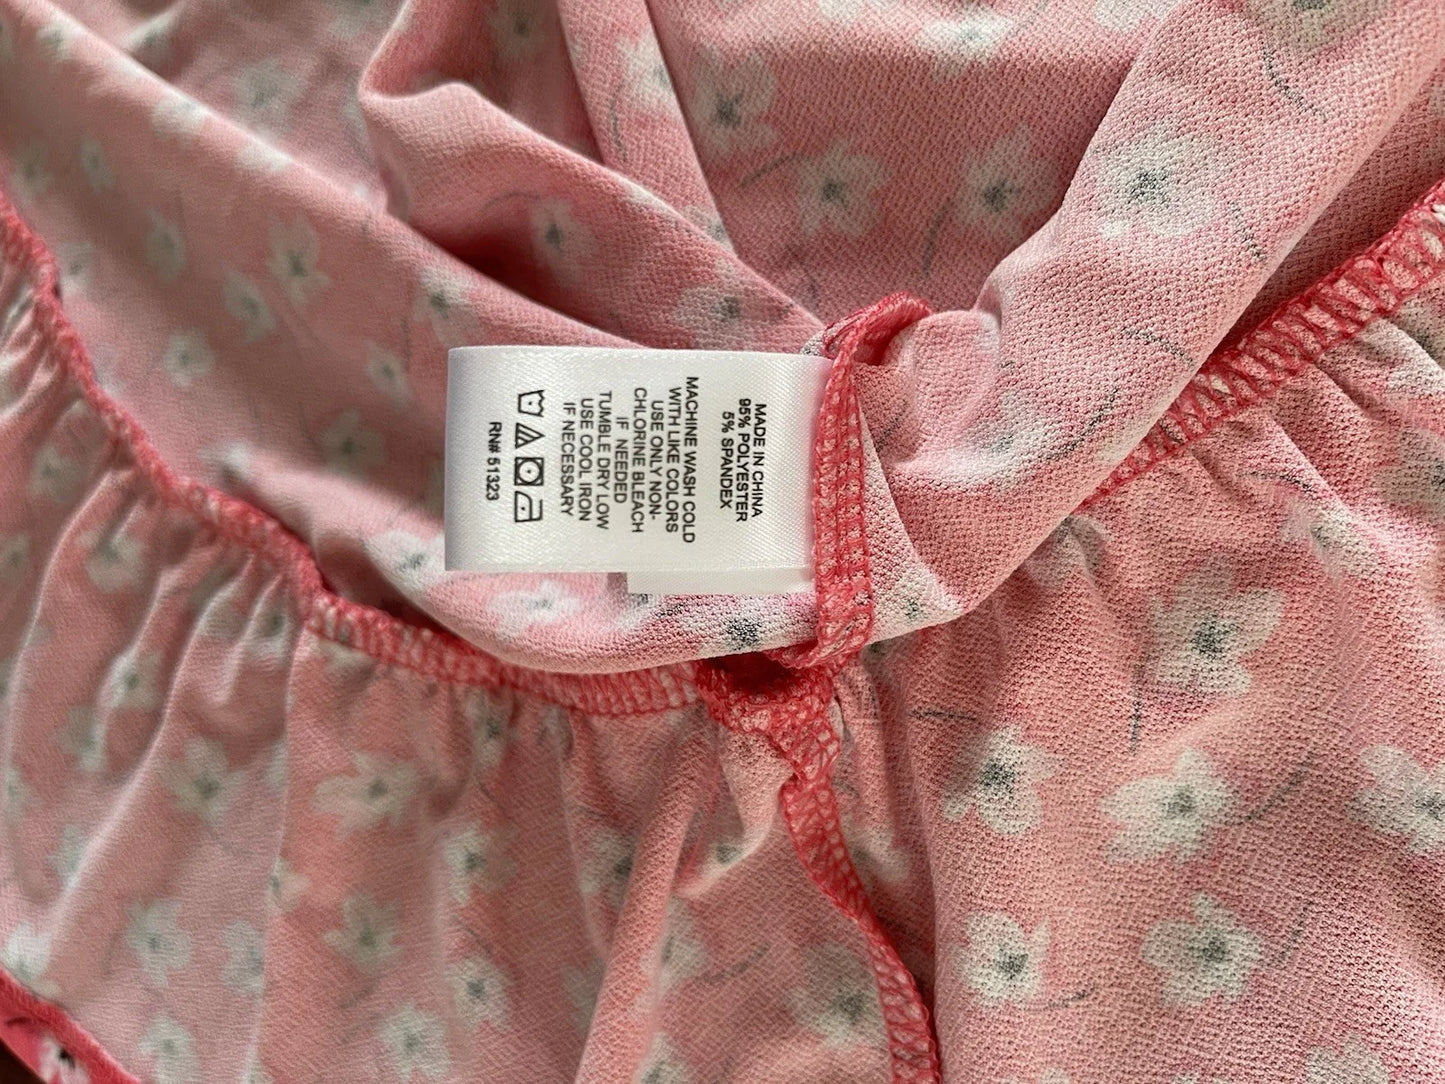 MADE IN CHINA
95% POLYESTER
5% SPANDEX
MACHINE WASH COLD
WITH LIKE COLORS
USE ONLY NON-
CHLORINE BLEACH
IF NEEDED
TUMBLE DRY LOW
USE COOL IRON
IF NECESSARY
RN# 51323